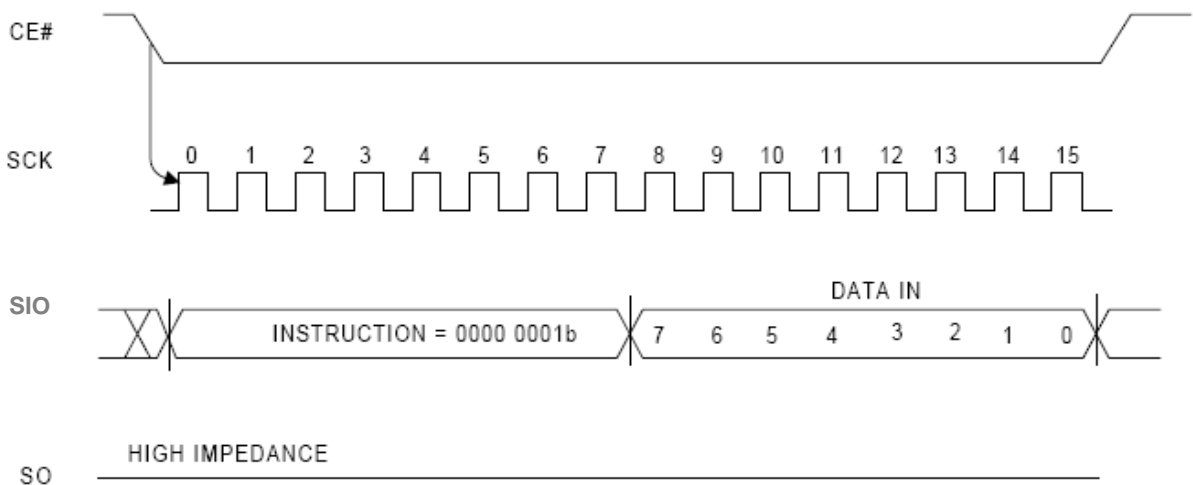 CE#
SCK
0 1 2 3 4 5 6 7 8 9 10 11 12 13 14 15
DATA IN
SIO
INSTRUCTION = 0000 0001b 7 6 5 4 3 2 1 0
HIGH IMPEDANCE
SO